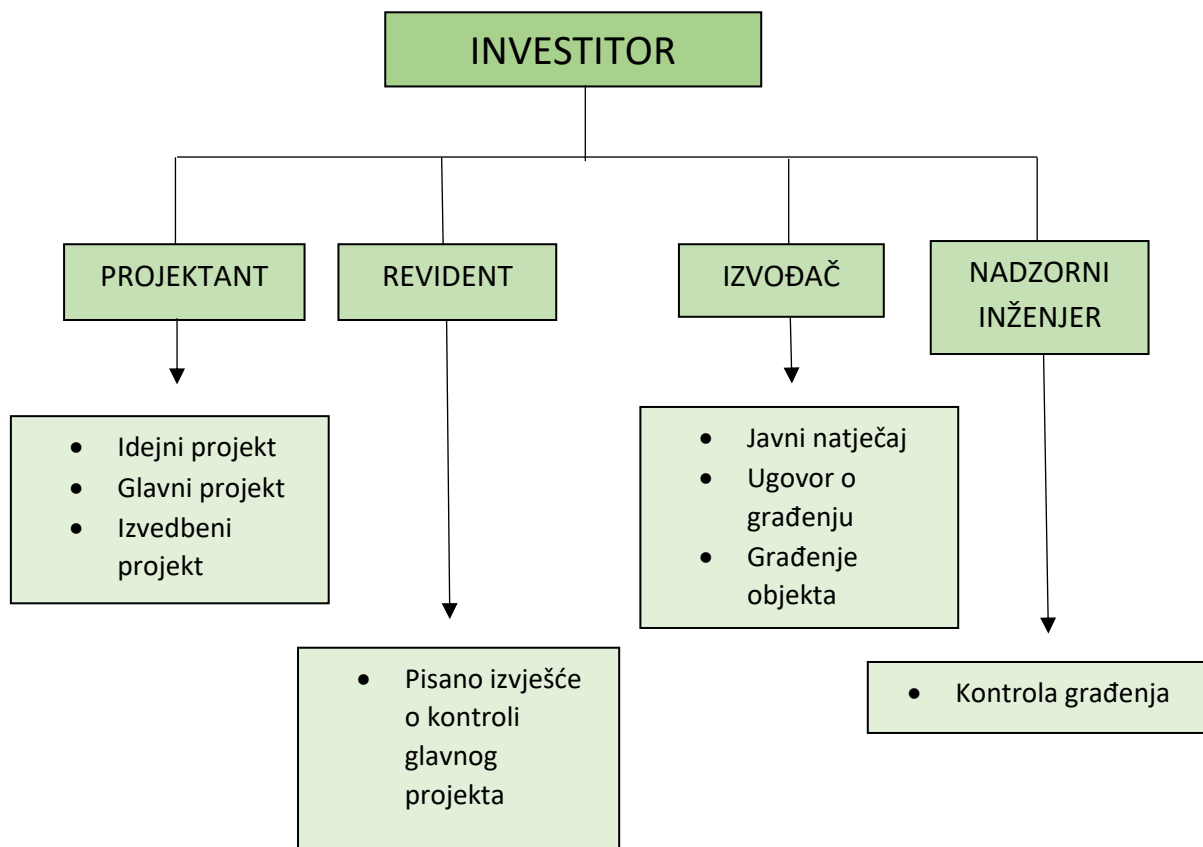 INVESTITOR
PROJEKTANT
REVIDENT
IZVOĐAČ
NADZORNI
INŽENJER
• Idejni projekt
• Glavni projekt
• Izvedbeni
projekt
• Pisano izvješće
o kontroli
glavnog
projekta
• Javni natječaj
• Ugovor o
građenju
• Građenje
objekta
• Kontrola građenja